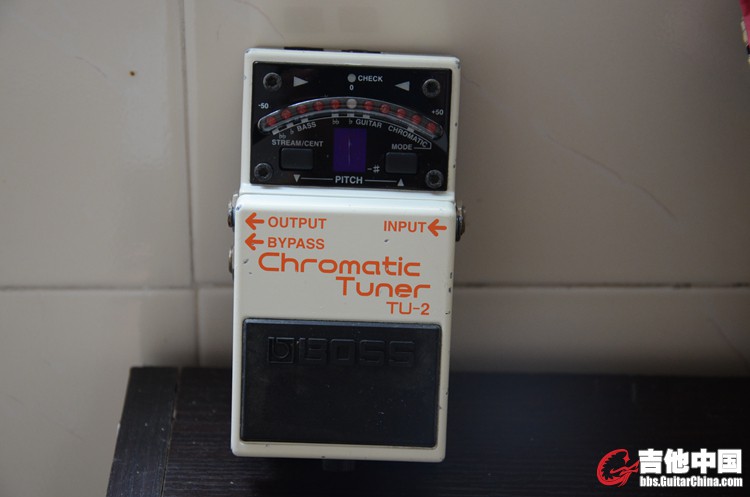 CHECK
0
-50
+50
BASS
GUITAR
CHROMATIC
STREAM/CENT
MODE
-#
▼ PITCH ▲
← OUTPUT
INPUT ←
← BYPASS
Chromatic
Tuner
TU-2
BOSS
吉他中国
bbs.GuitarChina.com